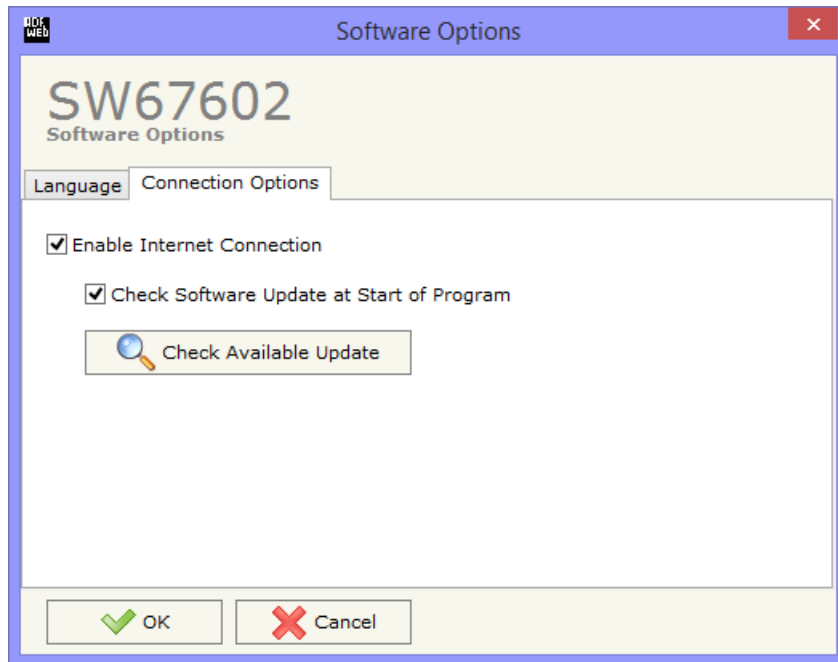 ADF
WEB
Software Options
SW67602
Software Options
Language
Connection Options
Enable Internet Connection
Check Software Update at Start of Program
Check Available Update
OK
Cancel